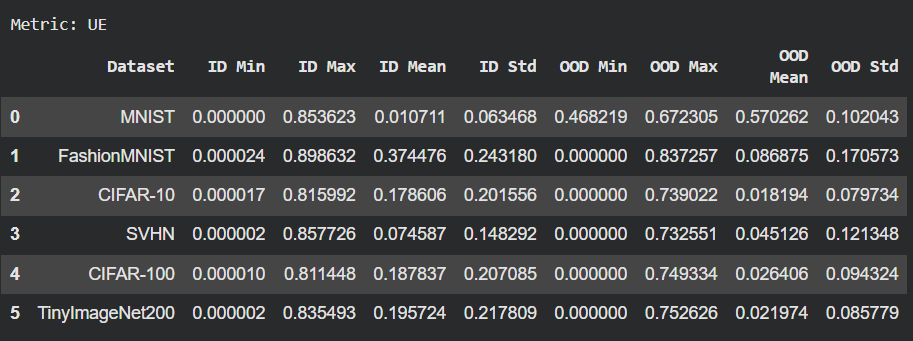 Metric: UE
Dataset ID Min ID Max ID Mean ID Std OOD Min OOD Max OOD Mean OOD Std
0 MNIST 0.000000 0.853623 0.010711 0.063468 0.468219 0.672305 0.570262 0.102043
1 FashionMNIST 0.000024 0.898632 0.374476 0.243180 0.000000 0.837257 0.086875 0.170573
2 CIFAR-10 0.000017 0.815992 0.178606 0.201556 0.000000 0.739022 0.018194 0.079734
3 SVHN 0.000002 0.857726 0.074587 0.148292 0.000000 0.732551 0.045126 0.121348
4 CIFAR-100 0.000010 0.811448 0.187837 0.207085 0.000000 0.749334 0.026406 0.094324
5 TinyImageNet200 0.000002 0.835493 0.195724 0.217809 0.000000 0.752626 0.021974 0.085779